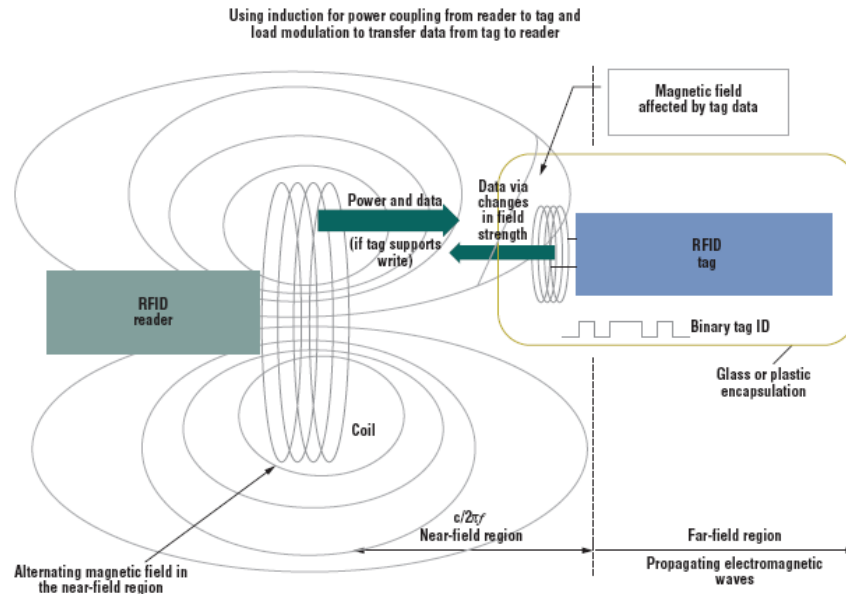 Using induction for power coupling from reader to tag and
load modulation to transfer data from tag to reader
Magnetic field
affected by tag data
Power and data
(if tag supports
write)
Data via
changes
in field
strength
RFID
tag
RFID
reader
Binary tag ID
Glass or plastic
encapsulation
Coil
c/2πf
Near-field region
Far-field region
Propagating electromagnetic
waves
Alternating magnetic field in
the near-field region